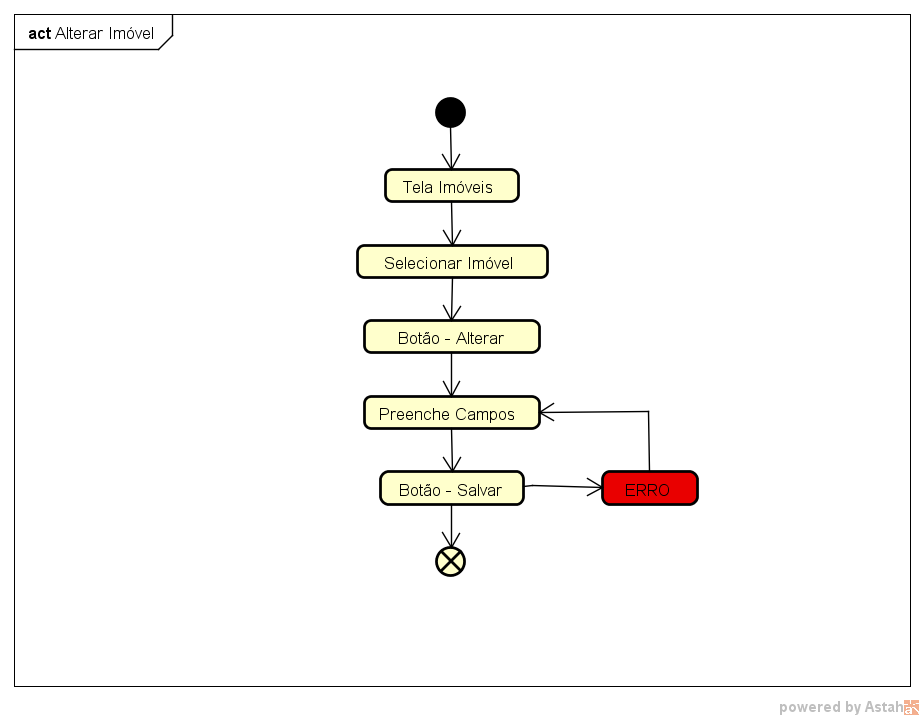 act Alterar Imóvel
Tela Imóveis
Selecionar Imóvel
Botão - Alterar
Preenche Campos
Botão - Salvar
ERRO
powered by Astah